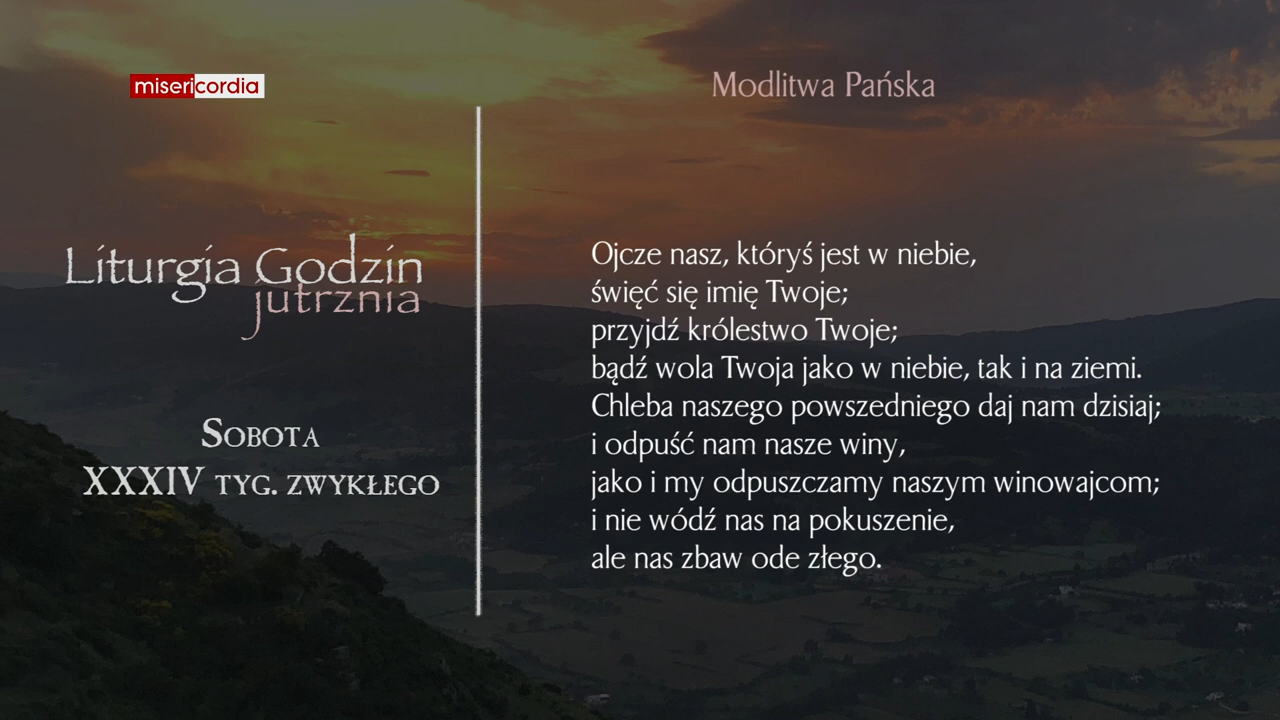 misericordia
Liturgia Godzin
jutrznia
Sobota
XXXIV tyg. zwykłego
Modlitwa Pańska
Ojcze nasz, któryś jest w niebie,
święć się imię Twoje;
przyjdź królestwo Twoje;
bądź wola Twoja jako w niebie, tak i na ziemi.
Chleba naszego powszedniego daj nam dzisiaj;
i odpuść nam nasze winy,
jako i my odpuszczamy naszym winowajcom;
i nie wódź nas na pokuszenie,
ale nas zbaw ode złego.